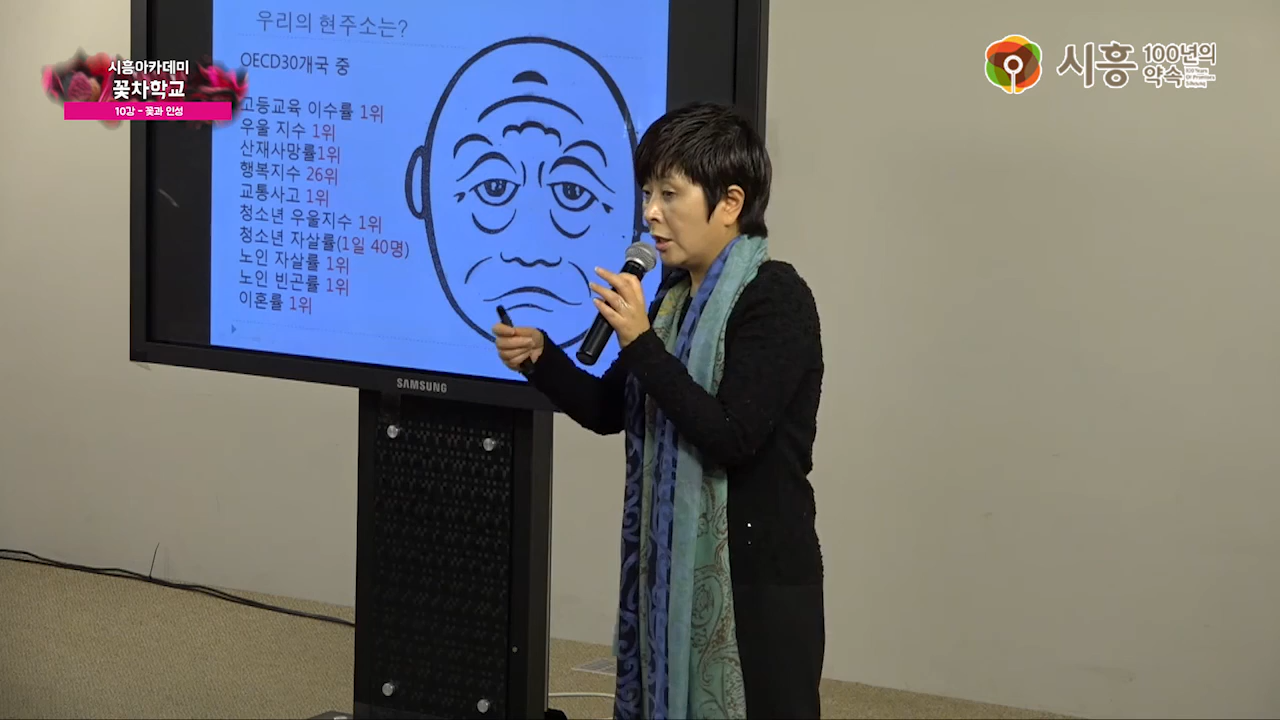 시흥아카데미
꽃차학교
10강 - 꽃과 인성
우리의 현주소는?
OECD30개국 중
고등교육 이수률 1위
우울 지수 1위
산재사망률1위
행복지수 26위
교통사고 1위
청소년 우울지수 1위
청소년 자살률(1일 40명)
노인 자살률 1위
노인 빈곤률 1위
이혼률 1위
SAMSUNG
시흥
100년의
약속